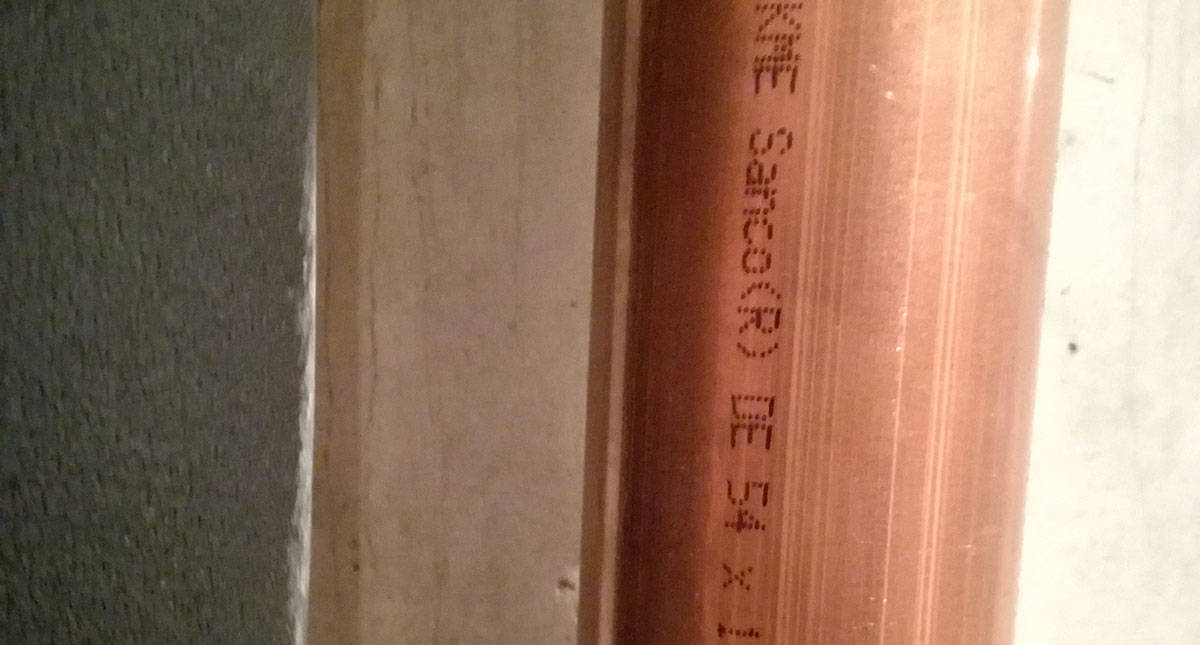 KME Sanco(R) DE 54 x